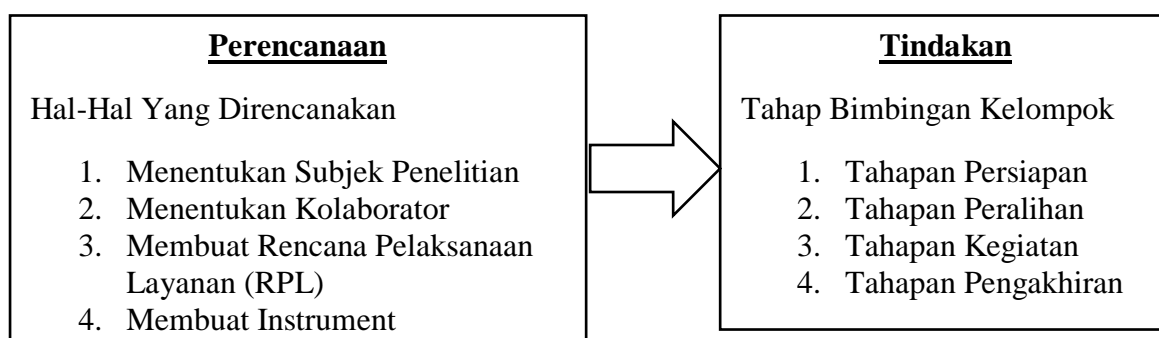 Perencanaan
Hal-Hal Yang Direncanakan
1. Menentukan Subjek Penelitian
2. Menentukan Kolaborator
3. Membuat Rencana Pelaksanaan
Layanan (RPL)
4. Membuat Instrument
Tindakan
Tahap Bimbingan Kelompok
1. Tahapan Persiapan
2. Tahapan Peralihan
3. Tahapan Kegiatan
4. Tahapan Pengakhiran